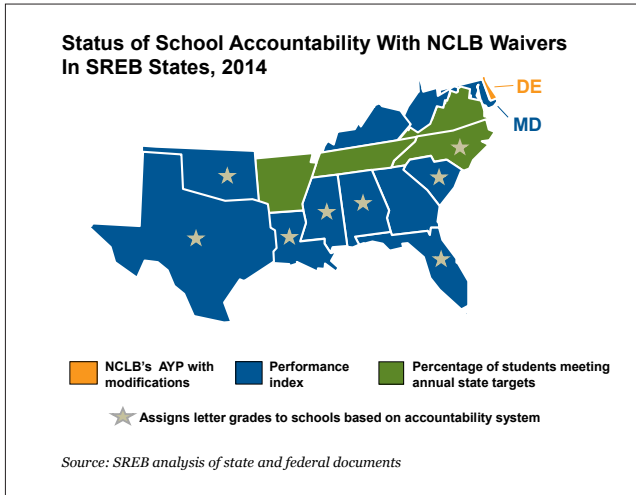 Status of School Accountability With NCLB Waivers
In SREB States, 2014
DE
MD
NCLB's AYP with
modifications
Performance
index
Percentage of students meeting
annual state targets
Assigns letter grades to schools based on accountability system
Source: SREB analysis of state and federal documents